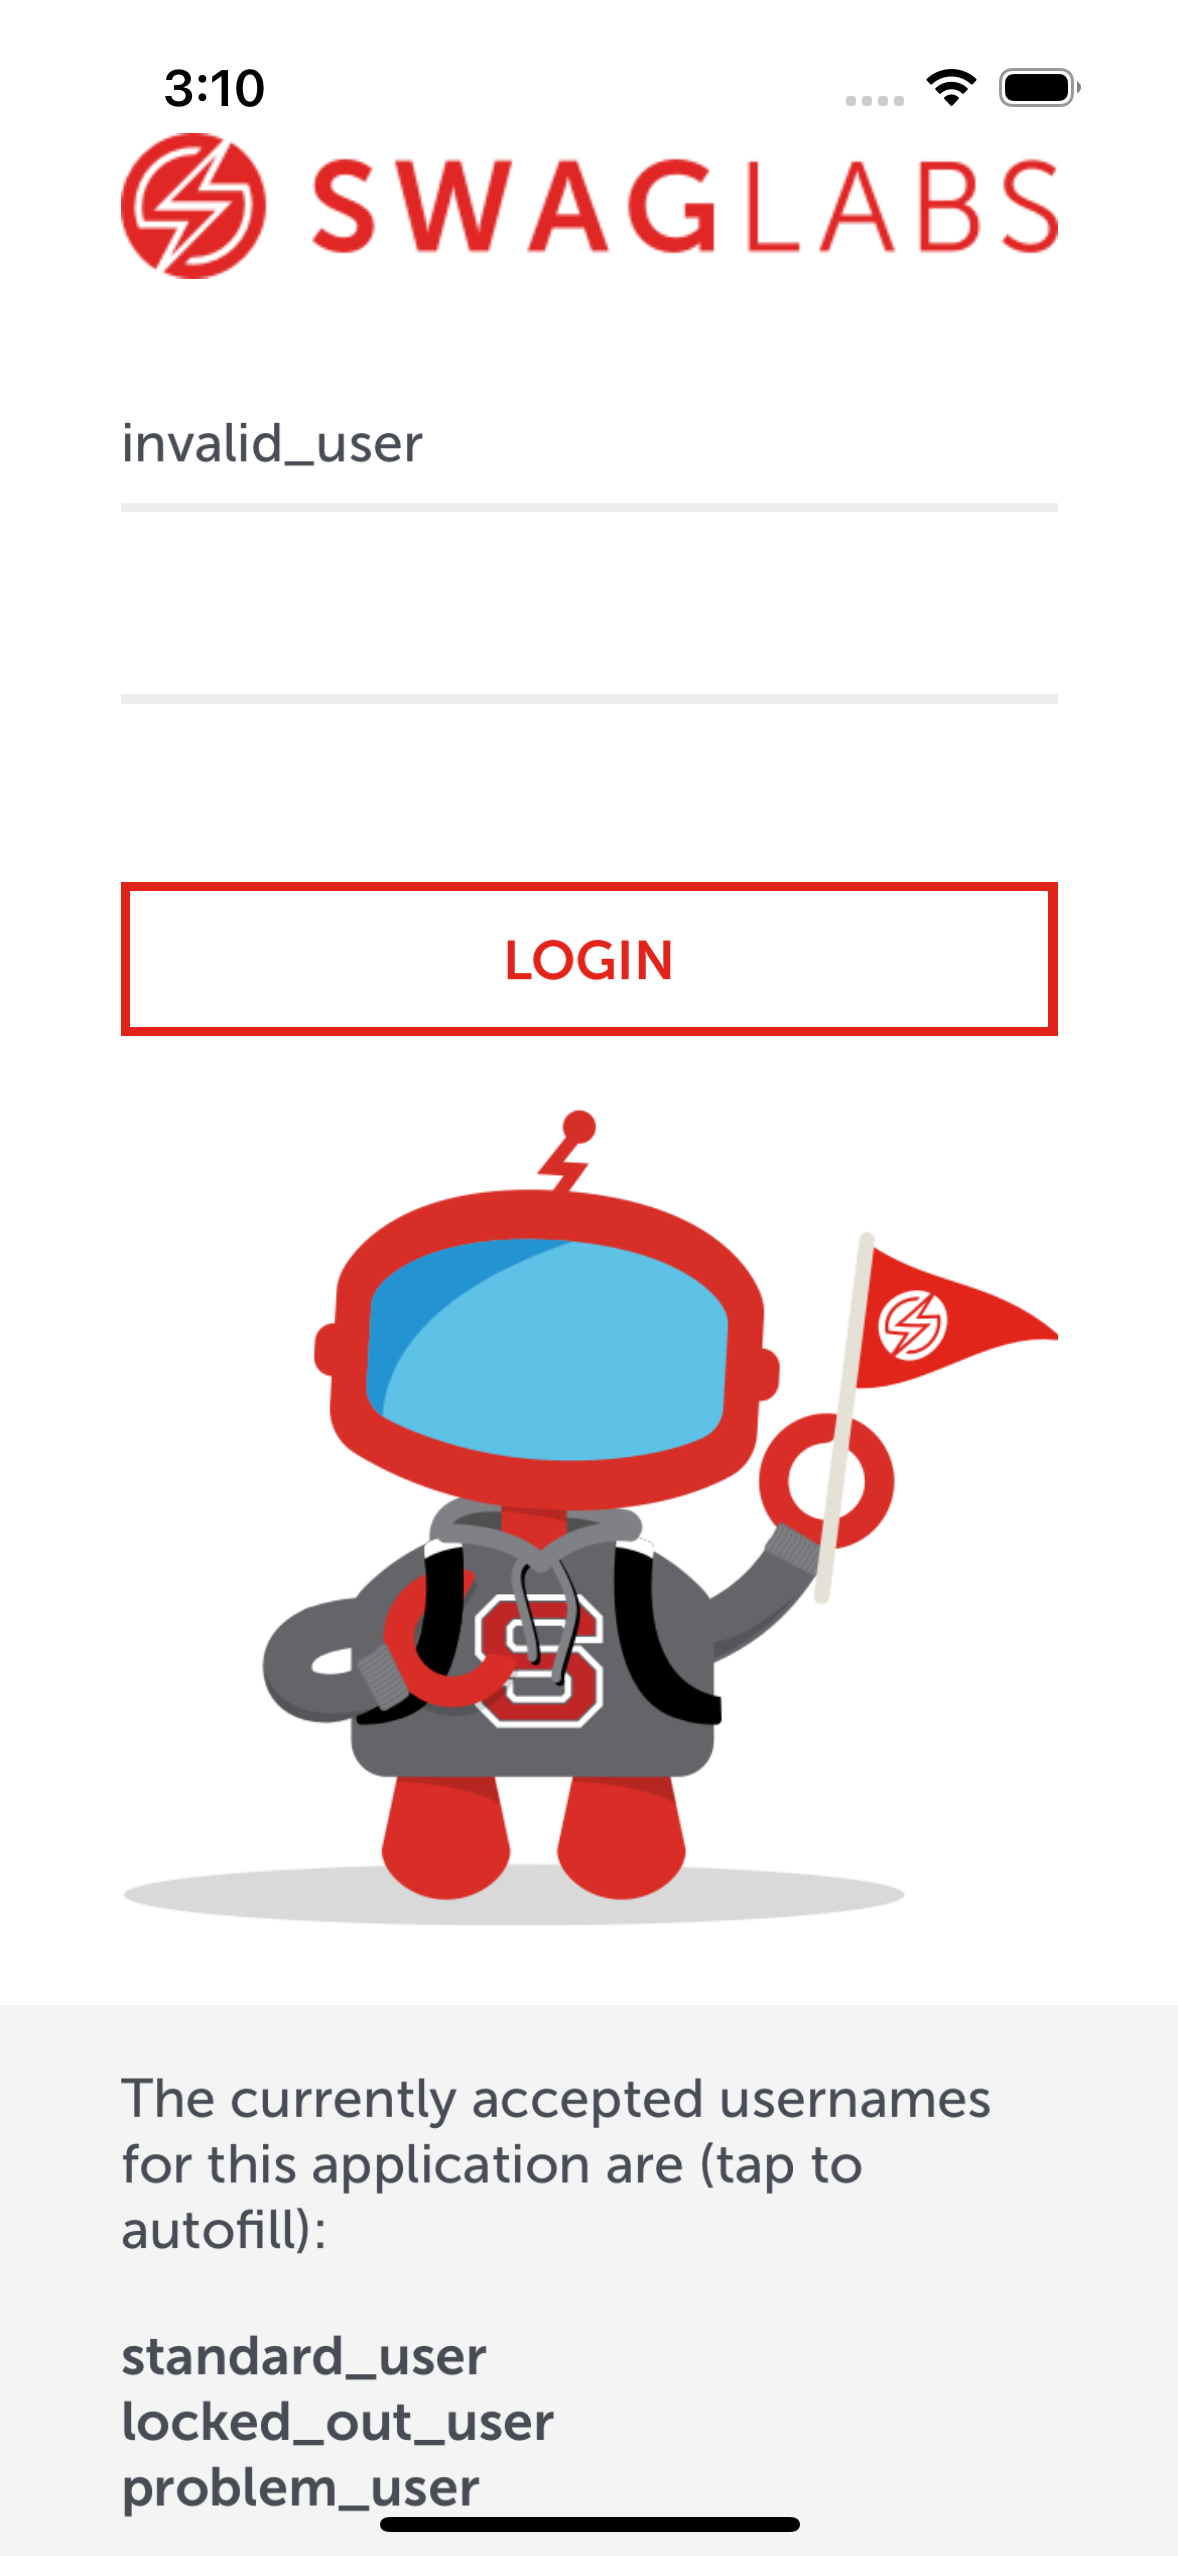 3:10
SWAGLABS
invalid_user
LOGIN
S
The currently accepted usernames
for this application are (tap to
autofill):
standard_user
locked_out_user
problem_user